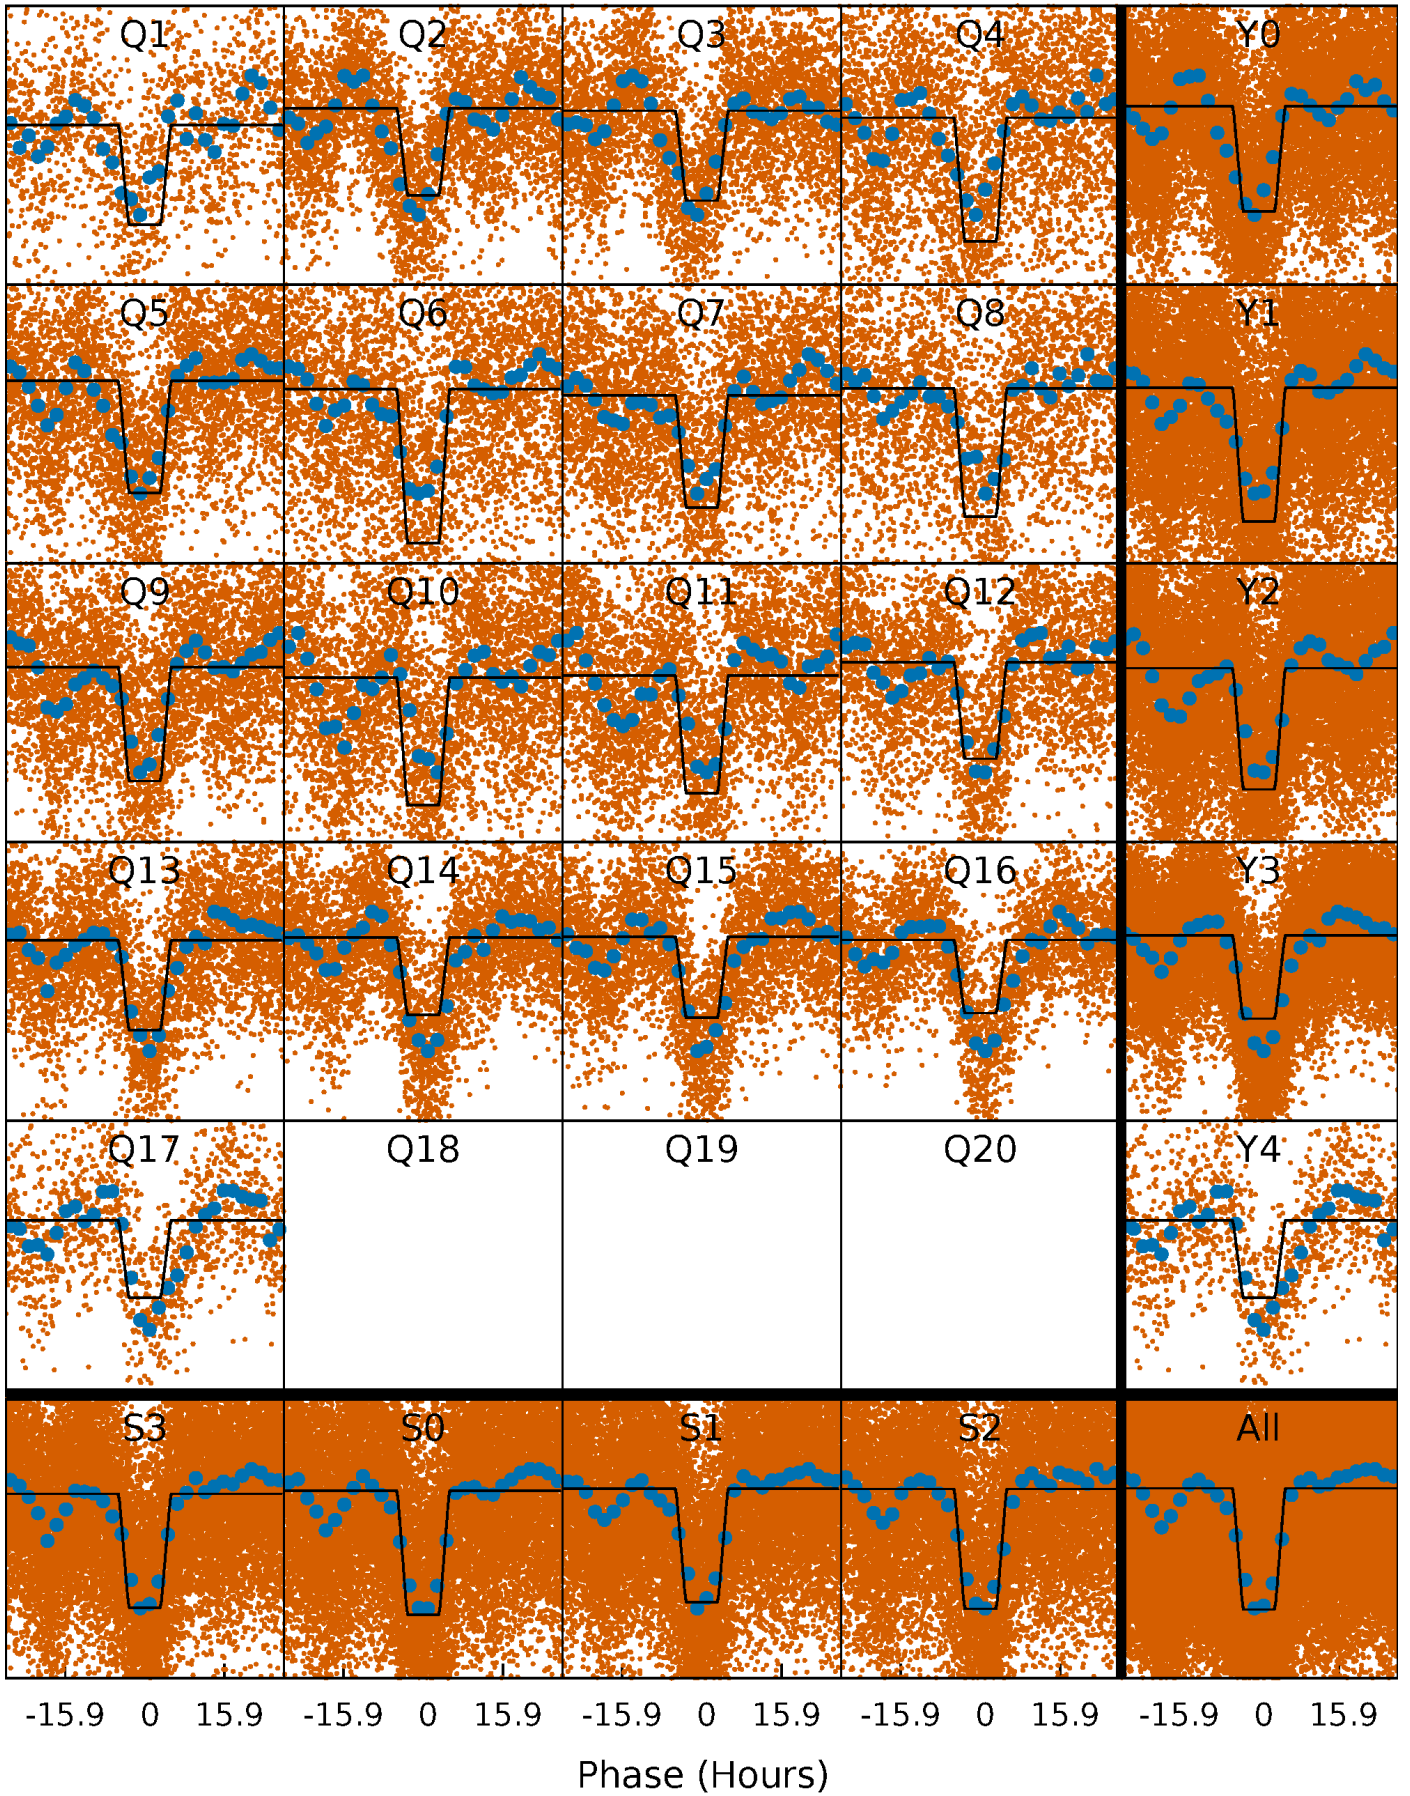 Q1 Q2 Q3 Q4 Y0
Q5 Q6 Q7 Q8 Y1
Q9 Q10 Q11 Q12 Y2
Q13 Q14 Q15 Q16 Y3
Q17 Q18 Q19 Q20 Y4
S3 S0 S1 S2 All
-15.9 0 15.9 -15.9 0 15.9 -15.9 0 15.9 -15.9 0 15.9 -15.9 0 15.9
Phase (Hours)